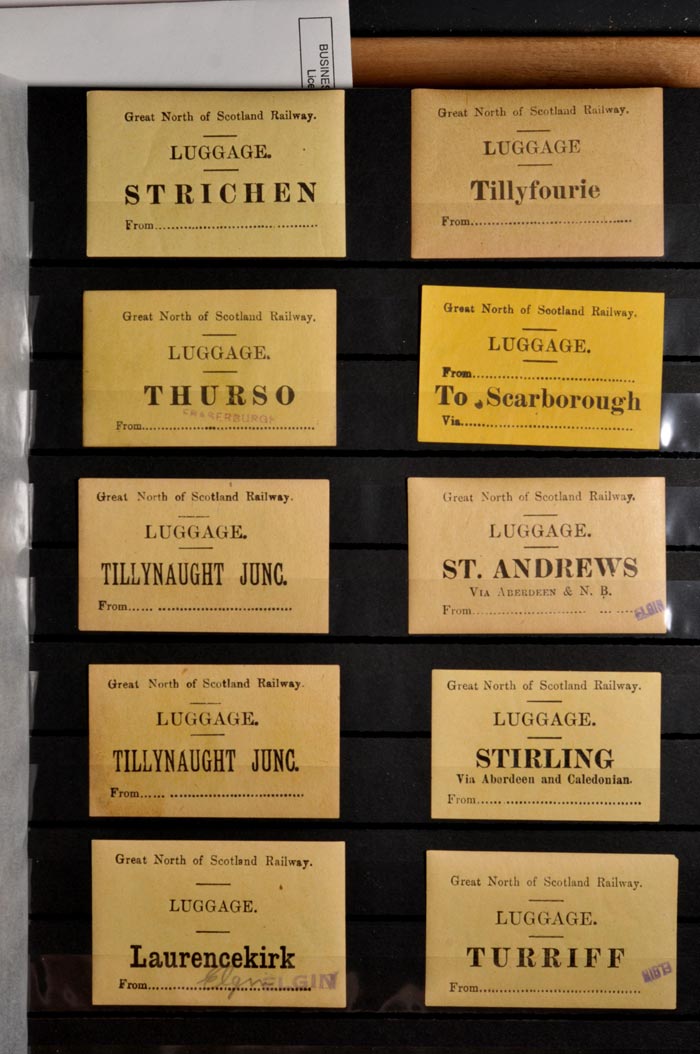 BUSINES
Lice
Great North of Scotland Railway.
LUGGAGE.
STRICHEN
From
Great North of Scotland Railway.
LUGGAGE
Tillyfourie
From
Great North of Scotland Railway.
LUGGAGE.
THURSO
FRASERBURGH
From
Great North of Scotland Railway.
LUGGAGE.
From
To Scarborough
Via
Great North of Scotland Railway.
LUGGAGE.
TILLYNAUGHT JUNC.
From
Great North of Scotland Railway.
LUGGAGE.
ST. ANDREWS
VIA ABERDEEN & N. B.
From
ELGIN
Great North of Scotland Railway.
LUGGAGE.
TILLYNAUGHT JUNC.
From
Great North of Scotland Railway.
LUGGAGE.
STIRLING
Via Aberdeen and Caledonian.
From
Great North of Scotland Railway.
LUGGAGE.
Laurencekirk
From Elgin ELGIN
Great North of Scotland Railway.
LUGGAGE.
TURRIFF
ELGIN
From